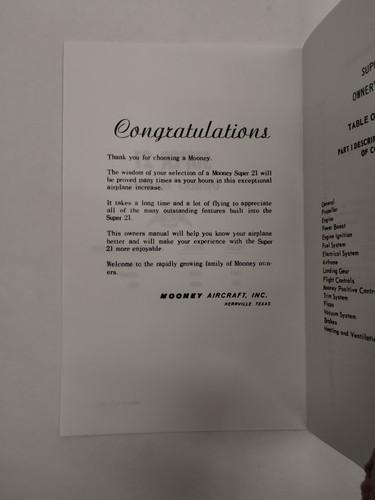 Congratulations
Thank you for choosing a Mooney.
The wisdom of your selection of a Mooney Super 21 will
be proved many times as your hours in this exceptional
airplane increase.
It takes a long time and a lot of flying to appreciate
all of the many outstanding features built into the
Super 21.
This owners manual will help you know your airplane
better and will make your experience with the Super
21 more enjoyable.
Welcome to the rapidly growing family of Mooney own-
ers.
MOONEY AIRCRAFT, INC.
KERRVILLE TEXAS
OWNER'
TABLE O
PART I DESCRIP
OF CO
General
Propeller
Engine
Power Boost
Engine Ignition
Fuel System
Electrical System
Airframe
Landing Gear
Flight Controls
Mooney Positive Contr
Trim System
Flaps
Vacuum System
Brakes
Heating and Ventilatio